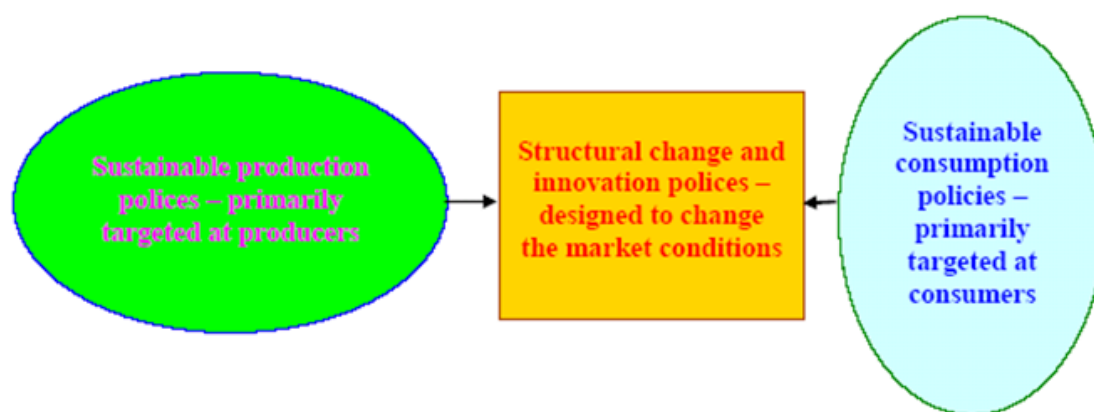 Sustainable production
polices – primarily
targeted at producers
Structural change and
innovation polices –
designed to change
the market conditions
Sustainable
consumption
policies –
primarily
targeted at
consumers